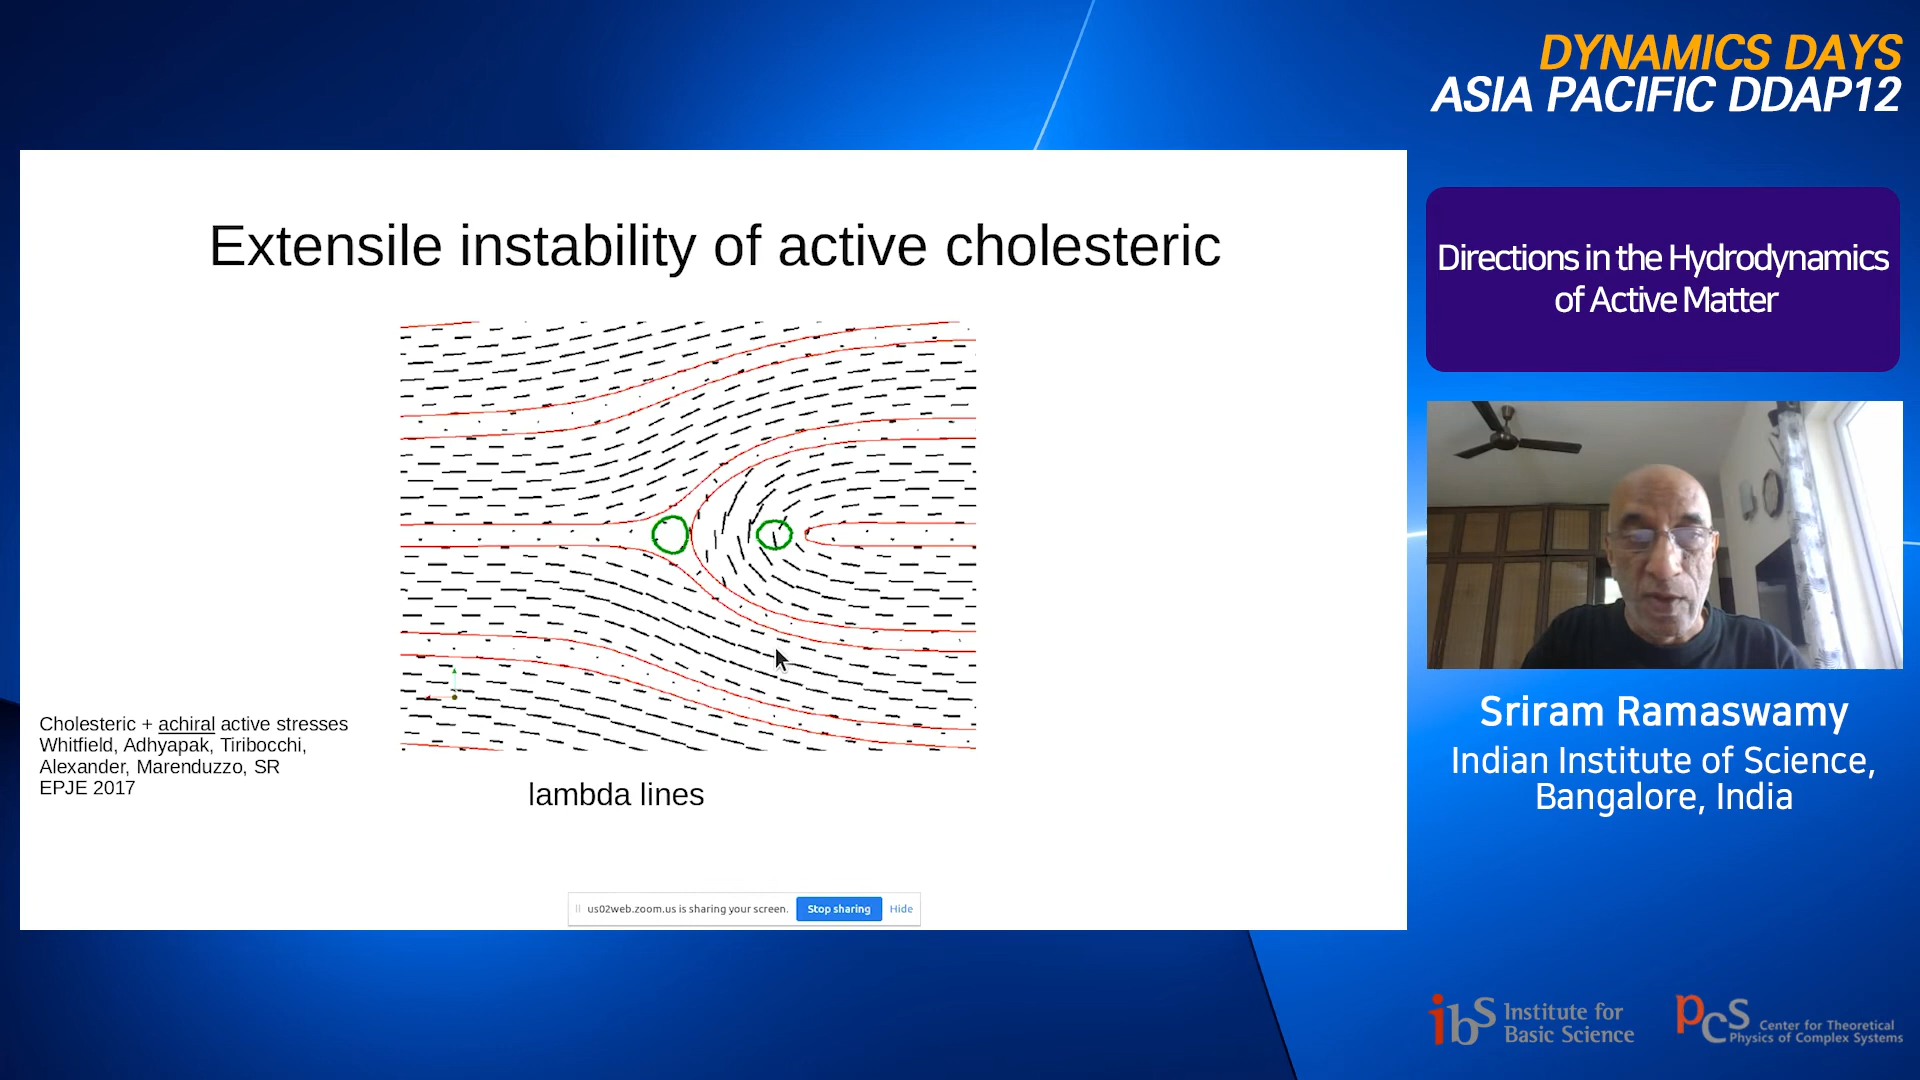 DYNAMICS DAYS
ASIA PACIFIC DDAP12
Extensile instability of active cholesteric
Cholesteric + achiral active stresses
Whitfield, Adhyapak, Tiribocchi,
Alexander, Marenduzzo, SR
EPJE 2017
lambda lines
us02web.zoom.us is sharing your screen.
Stop sharing
Hide
Directions in the Hydrodynamics
of Active Matter
Sriram Ramaswamy
Indian Institute of Science,
Bangalore, India
ibs Institute for
Basic Science
pcs Center for Theoretical
Physics of Complex Systems